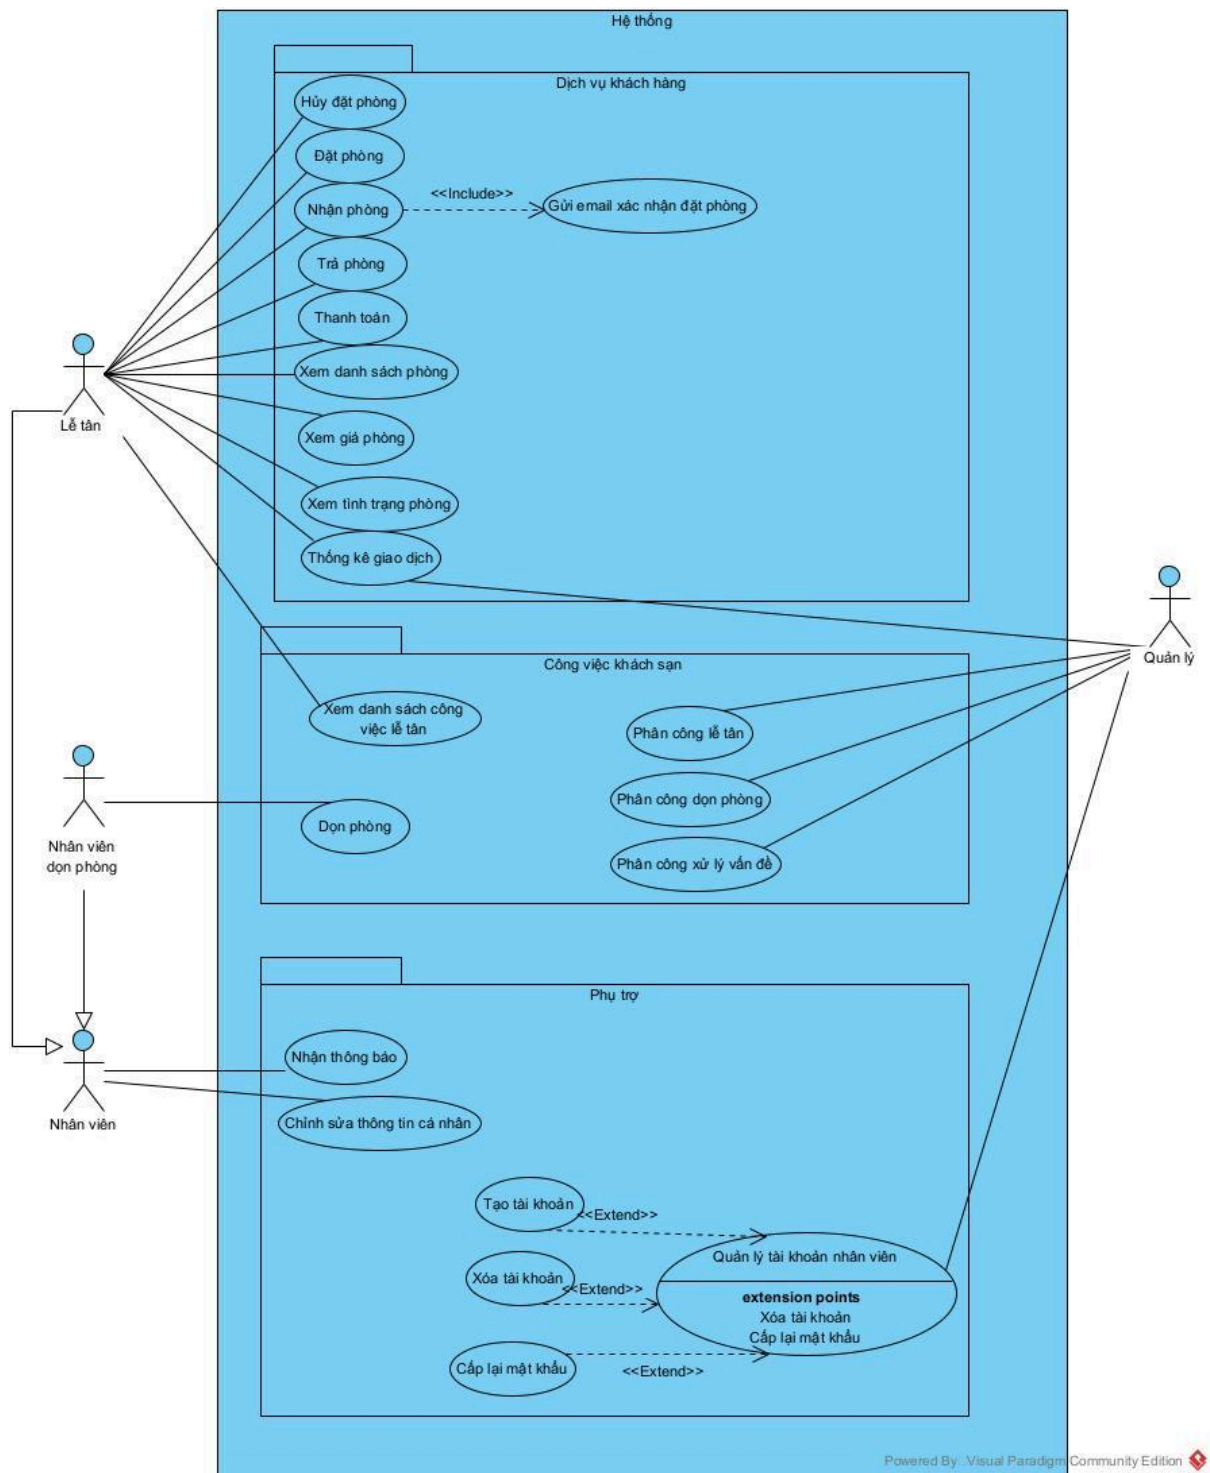 Hệ thống
Dịch vụ khách hàng
Hủy đặt phòng
Đặt phòng
<<Include>>
Nhận phòng
Gửi email xác nhận đặt phòng
Trả phòng
Thanh toán
Xem danh sách phòng
Lễ tân
Xem giá phòng
Xem tình trạng phòng
Thống kê giao dịch
Quản lý
Công việc khách sạn
Xem danh sách công
việc lễ tân
Phân công lễ tân
Phân công dọn phòng
Dọn phòng
Nhân viên
dọn phòng
Phân công xử lý vấn đề
Phụ trợ
Nhận thông báo
Nhân viên
Chỉnh sửa thông tin cá nhân
Tạo tài khoản
<<Extend>>
Quản lý tài khoản nhân viên
Xóa tài khoản
<<Extend>>
extension points
Xóa tài khoản
Cấp lại mật khẩu
Cấp lại mật khẩu
<<Extend>>
Powered By Visual Paradigm Community Edition